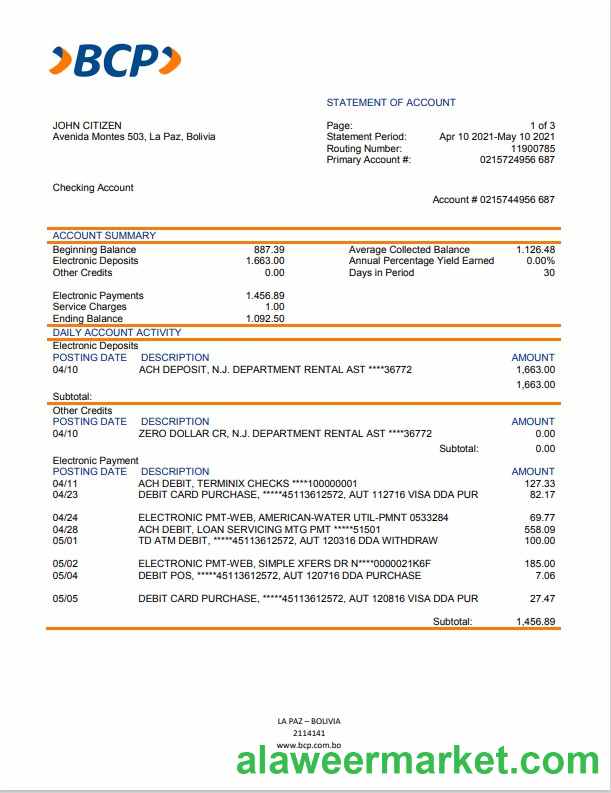 BCP
STATEMENT OF ACCOUNT
JOHN CITIZEN
Avenida Montes 503, La Paz, Bolivia
Page: 1 of 3
Statement Period: Apr 10 2021-May 10 2021
Routing Number: 11900785
Primary Account #: 0215724956 687
Checking Account
Account # 0215744956 687
ACCOUNT SUMMARY
Beginning Balance 887.39 Average Collected Balance 1.126.48
Electronic Deposits 1.663.00 Annual Percentage Yield Earned 0.00%
Other Credits 0.00 Days in Period 30
Electronic Payments 1.456.89
Service Charges 1.00
Ending Balance 1.092.50
DAILY ACCOUNT ACTIVITY
Electronic Deposits
POSTING DATE DESCRIPTION AMOUNT
04/10 ACH DEPOSIT, N.J. DEPARTMENT RENTAL AST ****36772 1,663.00
1,663.00
Subtotal:
Other Credits
POSTING DATE DESCRIPTION AMOUNT
04/10 ZERO DOLLAR CR, N.J. DEPARTMENT RENTAL AST ****36772 0.00
Subtotal: 0.00
Electronic Payment
POSTING DATE DESCRIPTION AMOUNT
04/11 ACH DEBIT, TERMINIX CHECKS ****100000001 127.33
04/23 DEBIT CARD PURCHASE, *****45113612572, AUT 112716 VISA DDA PUR 82.17
04/24 ELECTRONIC PMT-WEB, AMERICAN-WATER UTIL-PMNT 0533284 69.77
04/28 ACH DEBIT, LOAN SERVICING MTG PMT *****51501 558.09
05/01 TD ATM DEBIT, *****45113612572, AUT 120316 DDA WITHDRAW 100.00
05/02 ELECTRONIC PMT-WEB, SIMPLE XFERS DR N****0000021K6F 185.00
05/04 DEBIT POS, *****45113612572, AUT 120716 DDA PURCHASE 7.06
05/05 DEBIT CARD PURCHASE, *****45113612572, AUT 120816 VISA DDA PUR 27.47
Subtotal: 1,456.89
LA PAZ – BOLIVIA
2114141
www.bcp.com.bo
alaweermarket.com